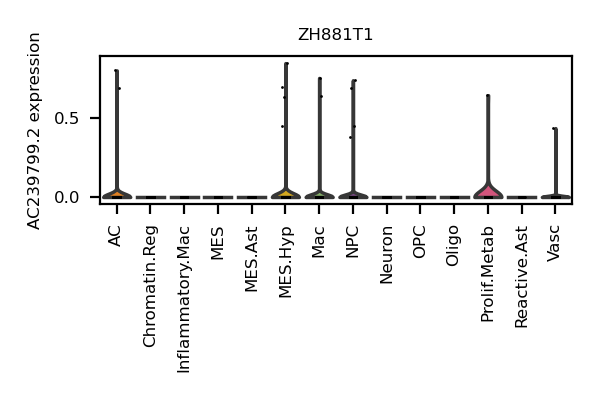 ZH881T1
AC239799.2 expression
0.5
0.0
AC
Chromatin.Reg
Inflammatory.Mac
MES
MES.Ast
MES.Hyp
Mac
NPC
Neuron
OPC
Oligo
Prolif.Metab
Reactive.Ast
Vasc